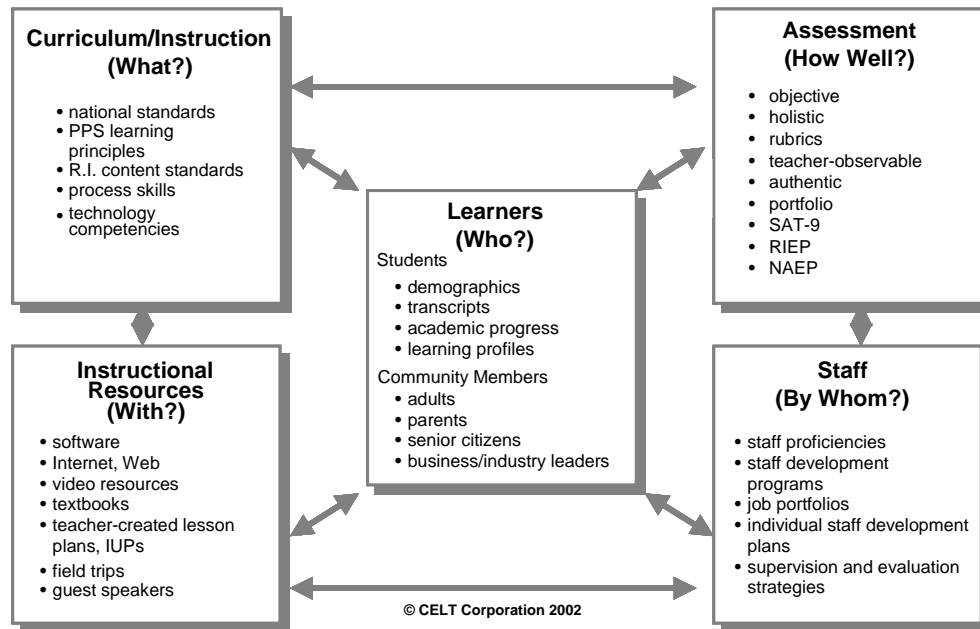 Curriculum/Instruction
(What?)
• national standards
• PPS learning
principles
• R.I. content standards
• process skills
• technology
competencies
Assessment
(How Well?)
• objective
• holistic
• rubrics
• teacher-observable
• authentic
• portfolio
• SAT-9
• RIEP
• NAEP
Learners
(Who?)
Students
• demographics
• transcripts
• academic progress
• learning profiles
Community Members
• adults
• parents
• senior citizens
• business/industry leaders
Instructional
Resources
(With?)
• software
• Internet, Web
• video resources
• textbooks
• teacher-created lesson
plans, IUPs
• field trips
• guest speakers
Staff
(By Whom?)
• staff proficiencies
• staff development
programs
• job portfolios
• individual staff development
plans
• supervision and evaluation
strategies
© CELT Corporation 2002